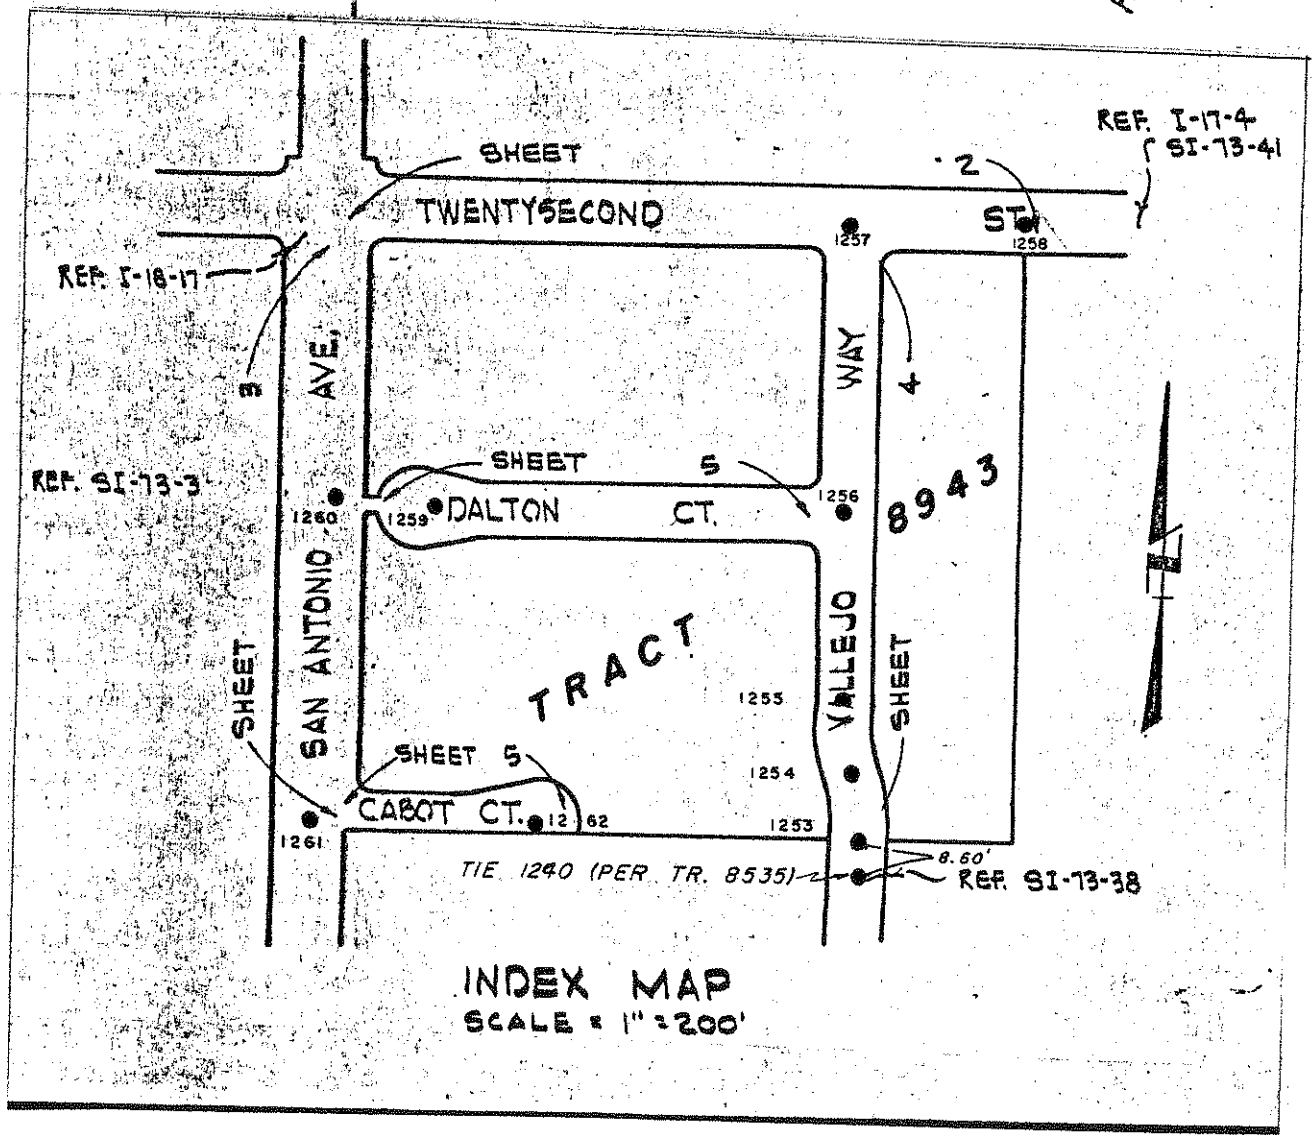 REF. I-17-4
SI-73-41
SHEET
2
TWENTYSECOND
ST.
1257
1258
REF. I-18-17
3
AVE.
WAY
4
SHEET
5
REF. SI-73-3
1260
1259
DALTON
CT.
1256
8943
SAN ANTONIO
VALLEJO
TRACT
SHEET
SHEET
1255
1254
SHEET 5
CABOT CT.
1262
1253
1261
8.60'
TIE 1240 (PER TR. 8535)
REF. SI-73-38
INDEX MAP
SCALE = 1" = 200'